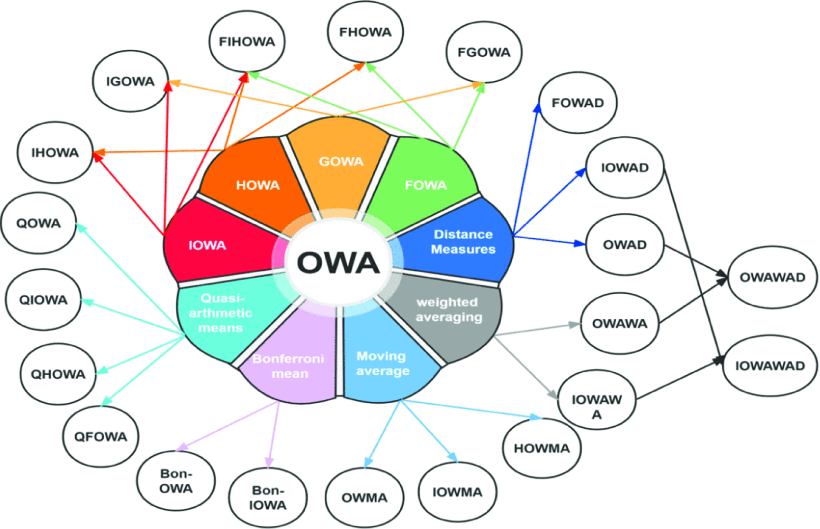 FIHOWA
FHOWA
FGOWA
IGOWA
FOWAD
IHOWA
IOWAD
GOWA
HOWA
FOWA
QOWA
IOWA
Distance
Measures
OWAD
OWA
OWAWAD
QIOWA
Quasi-
arthmetic
means
weighted
averaging
OWAWA
Bonferroni
mean
Moving
average
IOWAWAD
QHOWA
IOWAW
A
QFOWA
HOWMA
Bon-
OWA
Bon-
IOWA
OWMA
IOWMA